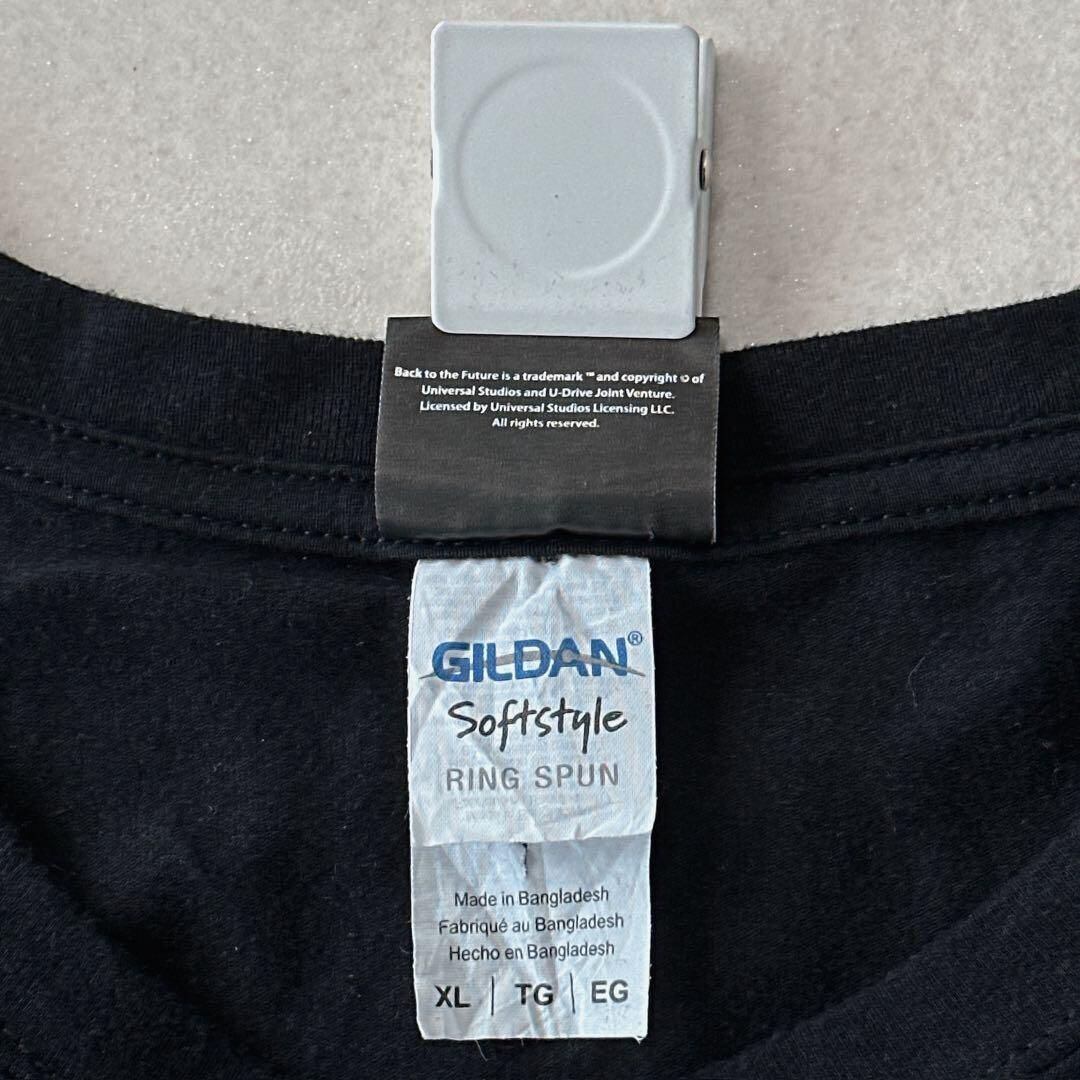 Back to the Future is a trademark ™ and copyright © of
Universal Studios and U-Drive Joint Venture.
Licensed by Universal Studios Licensing LLC.
All rights reserved.
GILDAN®
Softstyle
RING SPUN
Made in Bangladesh
Fabriqué au Bangladesh
Hecho en Bangladesh
XL | TG | EG